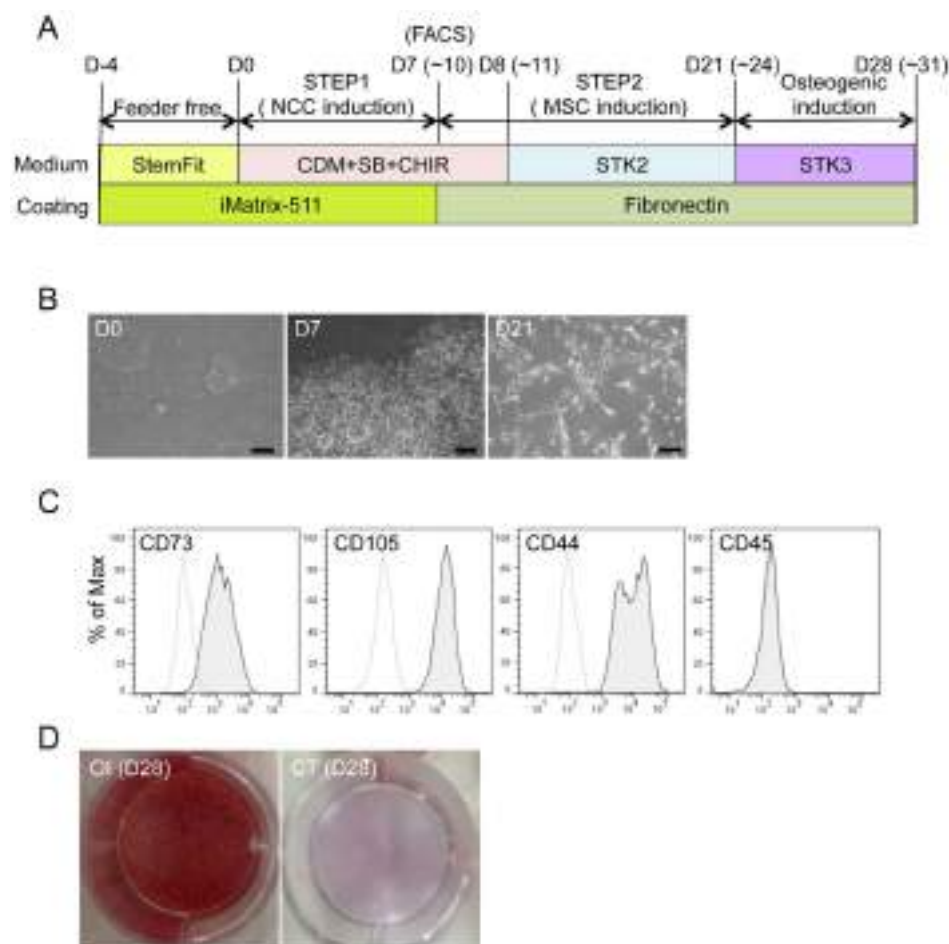 A
(FACS)
D-4 D0 D7 (~10) D8 (~11) D21 (~24) D28 (~31)
Feeder free STEP1 STEP2 Osteogenic
( NCC induction) ( MSC induction) induction
Medium StemFit CDM+SB+CHIR STK2 STK3
Coating iMatrix-511 Fibronectin
B
D0 D7 D21
C
CD73 CD105 CD44 CD45
% of Max
D
OI (D28) CT (D28)